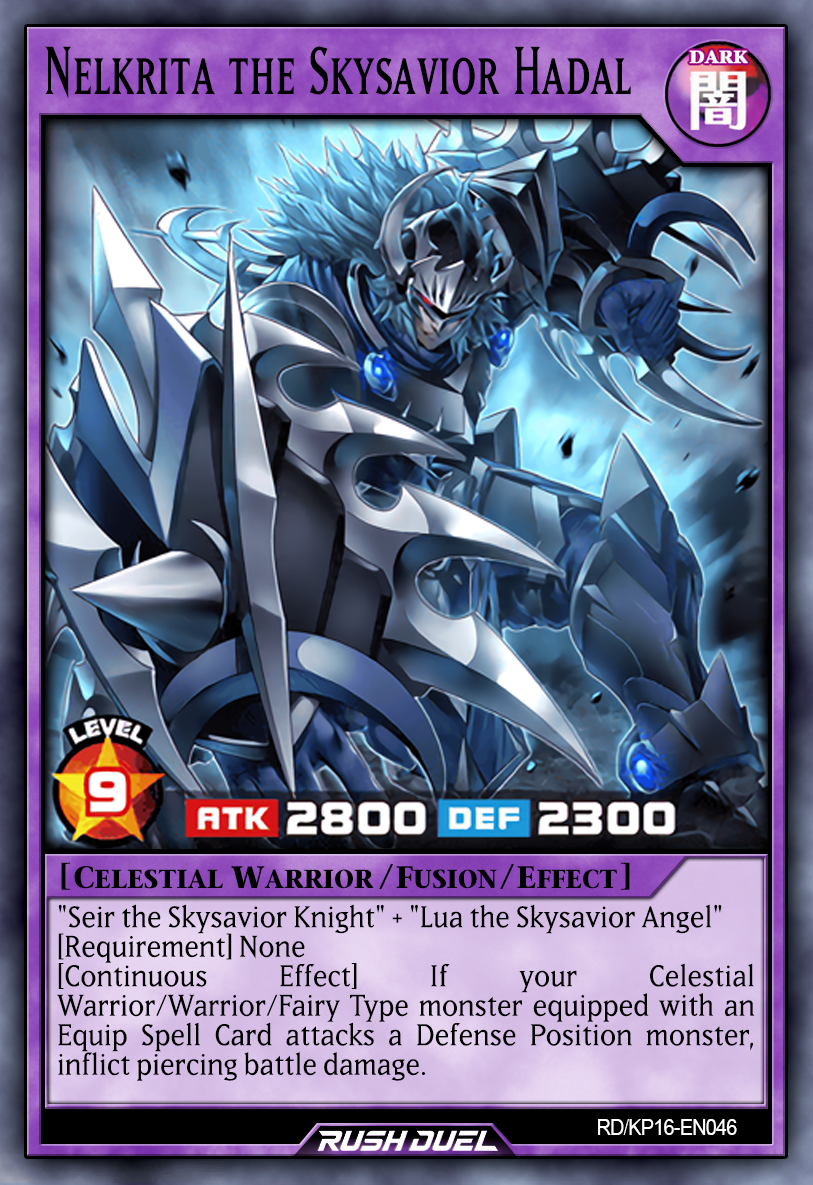 Nelkrita the Skysavior Hadal
DARK
闇
LEVEL
9
ATK 2800 DEF 2300
[Celestial Warrior/Fusion/Effect]
"Seir the Skysavior Knight" + "Lua the Skysavior Angel"
[Requirement] None
[Continuous Effect] If your Celestial
Warrior/Warrior/Fairy Type monster equipped with an
Equip Spell Card attacks a Defense Position monster,
inflict piercing battle damage.
RD/KP16-EN046
RUSH DUEL